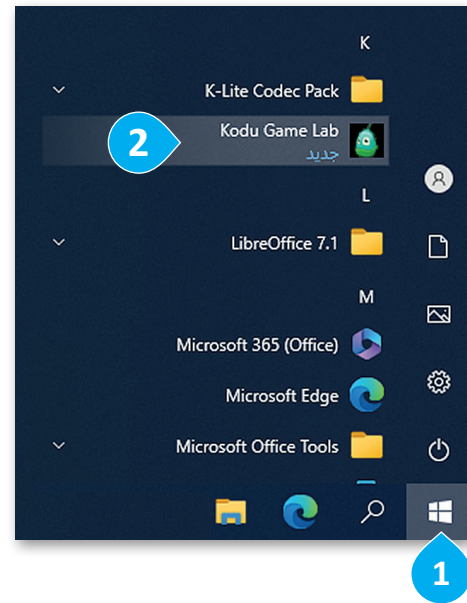 K
K-Lite Codec Pack
Kodu Game Lab
جديد
2
L
LibreOffice 7.1
M
Microsoft 365 (Office)
Microsoft Edge
Microsoft Office Tools
1